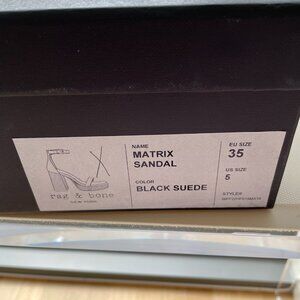 rag & bone
NEW YORK
NAME
MATRIX
SANDAL
COLOR
BLACK SUEDE
EU SIZE
35
US SIZE
5
STYLE#